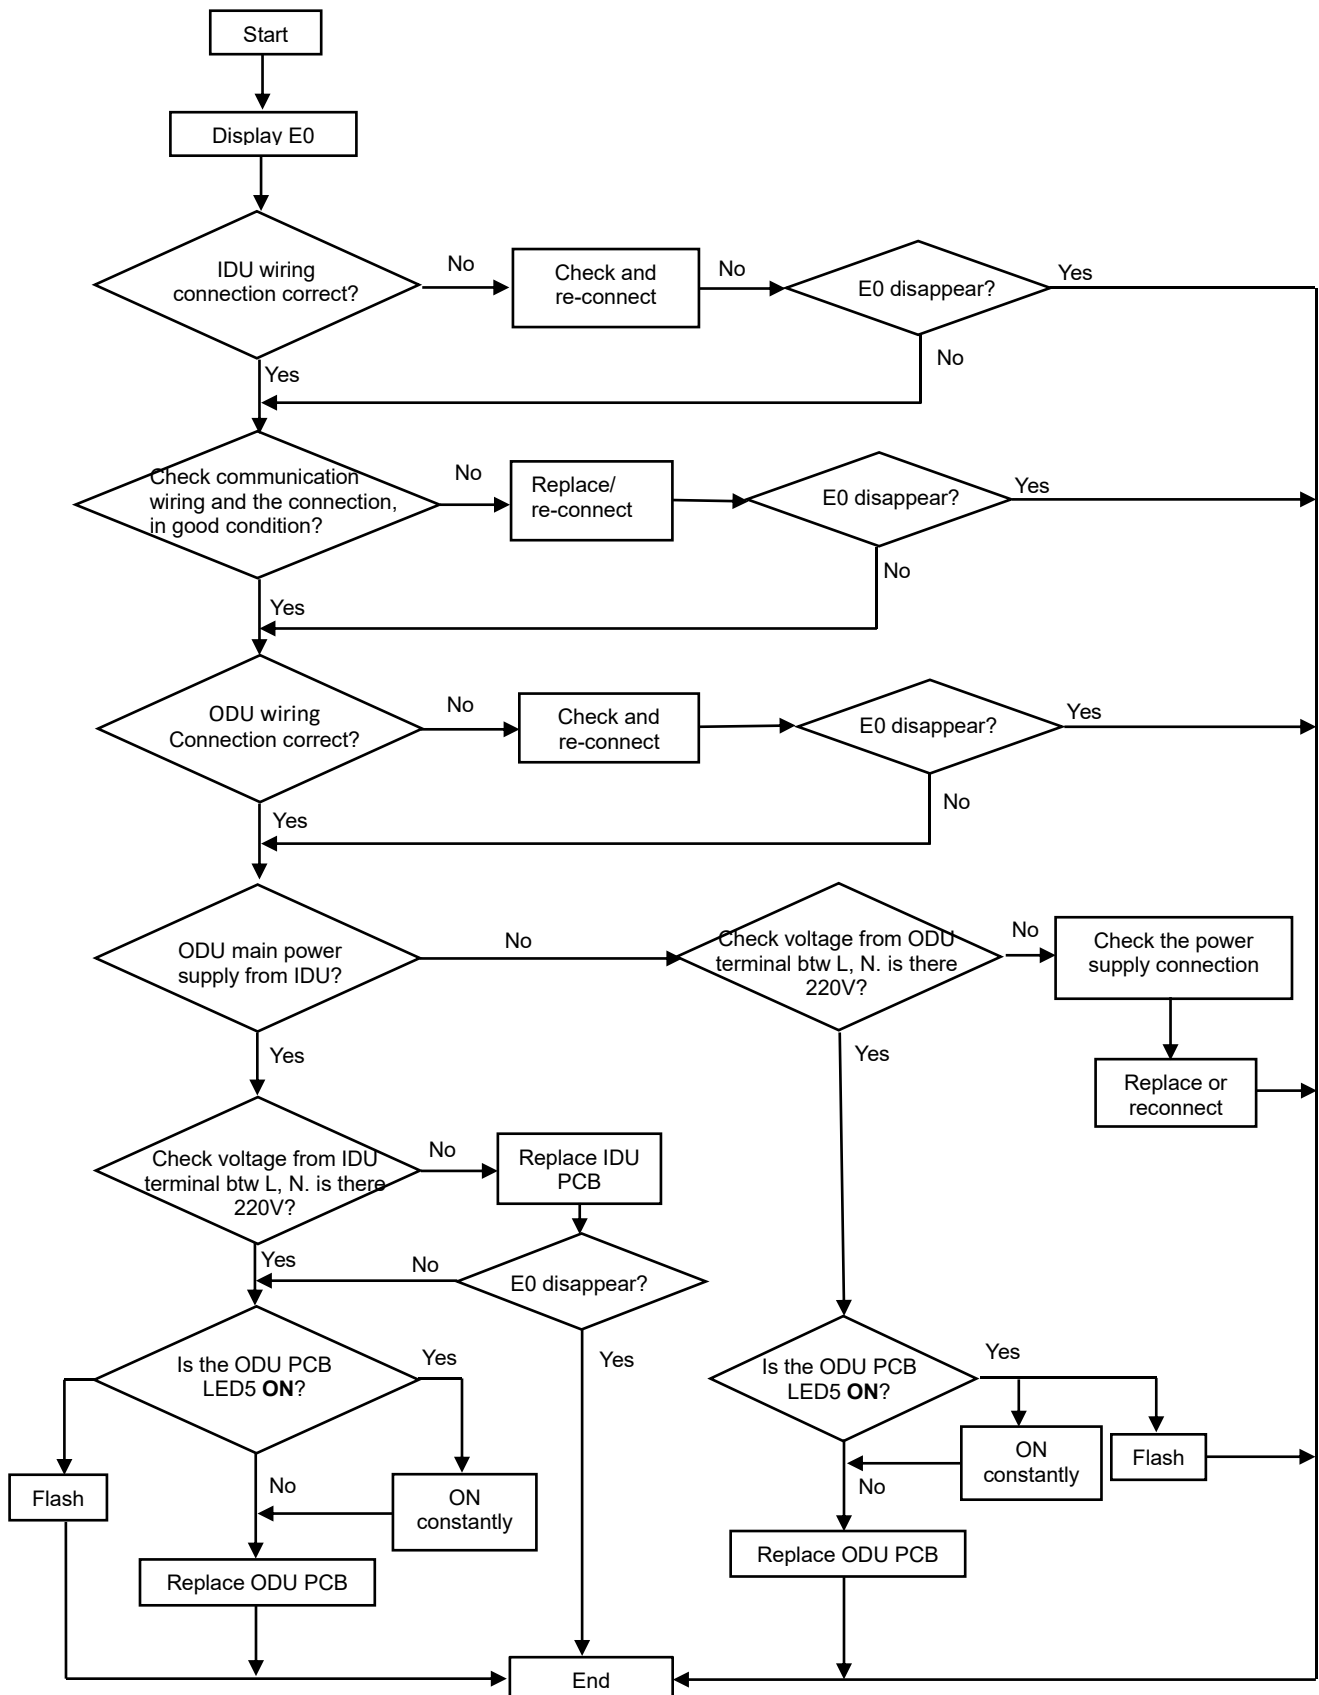 Start
Display E0
IDU wiring
connection correct?
No
Check and
re-connect
No
E0 disappear?
Yes
No
Yes
Check communication
wiring and the connection,
in good condition?
No
Replace/
re-connect
E0 disappear?
Yes
No
Yes
ODU wiring
Connection correct?
No
Check and
re-connect
E0 disappear?
Yes
No
Yes
ODU main power
supply from IDU?
No
Check voltage from ODU
terminal btw L, N. is there
220V?
No
Check the power
supply connection
Yes
Yes
Replace or
reconnect
Check voltage from IDU
terminal btw L, N. is there
220V?
No
Replace IDU
PCB
Yes
No
E0 disappear?
Yes
Is the ODU PCB
LED5 ON?
Yes
Is the ODU PCB
LED5 ON?
Yes
Flash
No
ON
constantly
No
ON
constantly
Flash
Replace ODU PCB
Replace ODU PCB
End